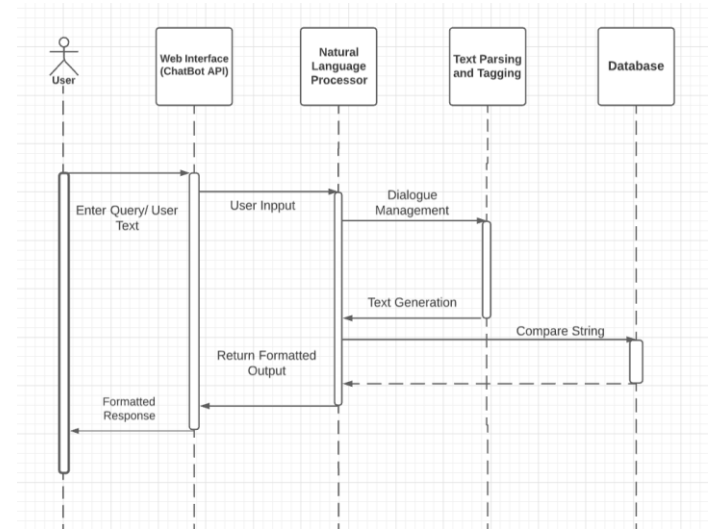 User
Web Interface
(ChatBot API)
Natural
Language
Processor
Text Parsing
and Tagging
Database
Enter Query/ User
Text
User Inpput
Dialogue
Management
Text Generation
Compare String
Return Formatted
Output
Formatted
Response